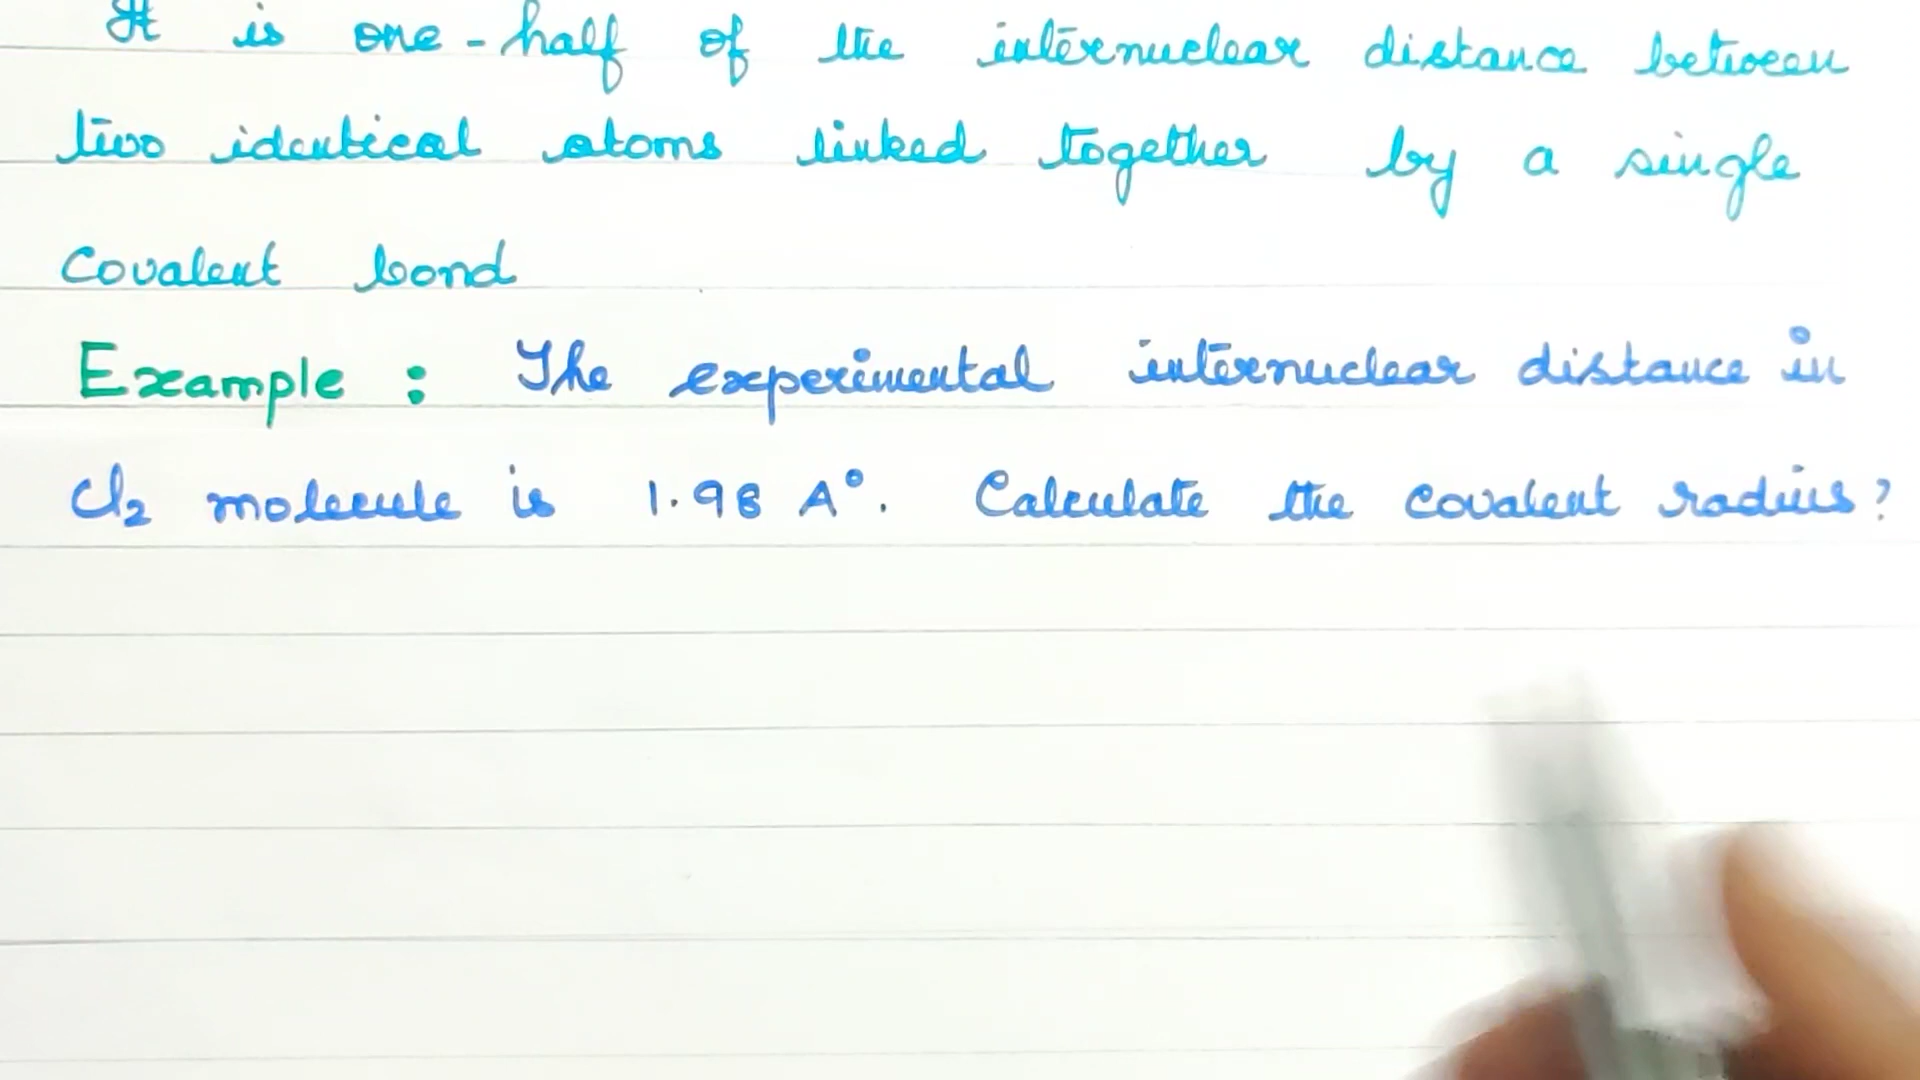 It is one-half of the internuclear distance between
two identical atoms linked together by a single
covalent bond
Example : The experimental internuclear distance in
Cl₂ molecule is 1.98 A°. Calculate the covalent radius?